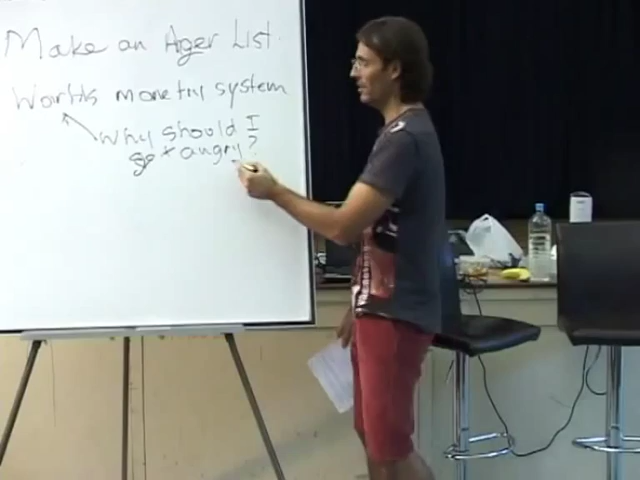 Make an Ager List
Worlds monetry system
Why should I
get angry?